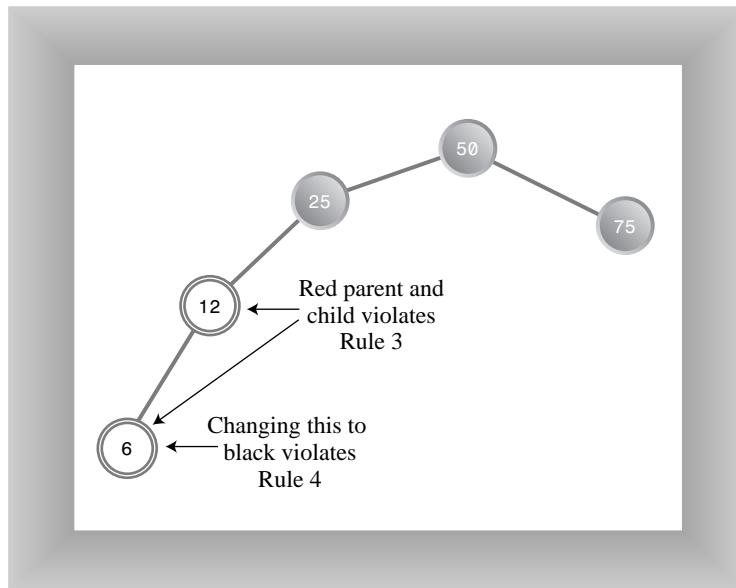 50
25
75
12
Red parent and
child violates
Rule 3
6
Changing this to
black violates
Rule 4